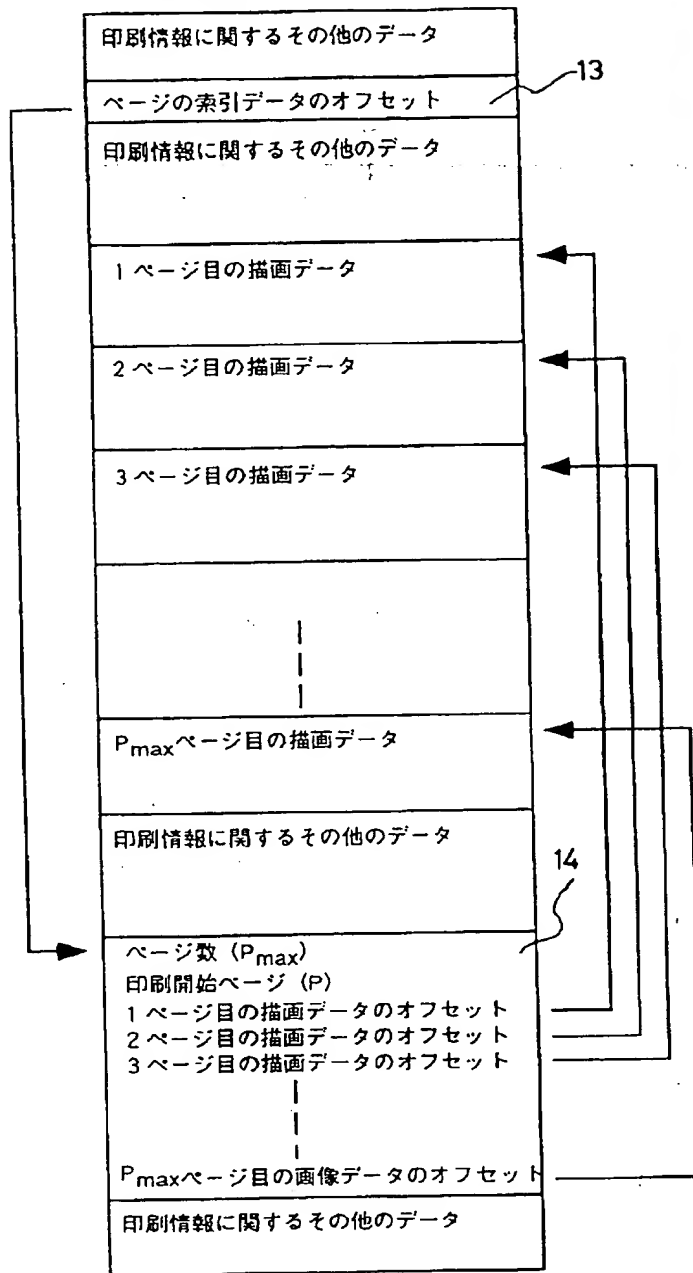 印刷情報に関するその他のデータ
13
ページの索引データのオフセット
印刷情報に関するその他のデータ
1ページ目の描画データ
2ページ目の描画データ
3ページ目の描画データ
Pmaxページ目の描画データ
印刷情報に関するその他のデータ
14
ページ数 (Pmax)
印刷開始ページ (P)
1ページ目の描画データのオフセット
2ページ目の描画データのオフセット
3ページ目の描画データのオフセット
Pmaxページ目の画像データのオフセット
印刷情報に関するその他のデータ